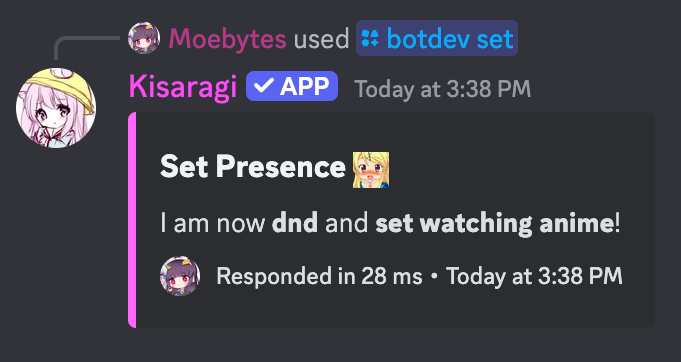 Moebytes used botdev set
Kisaragi APP Today at 3:38 PM
Set Presence
I am now dnd and set watching anime!
Responded in 28 ms • Today at 3:38 PM